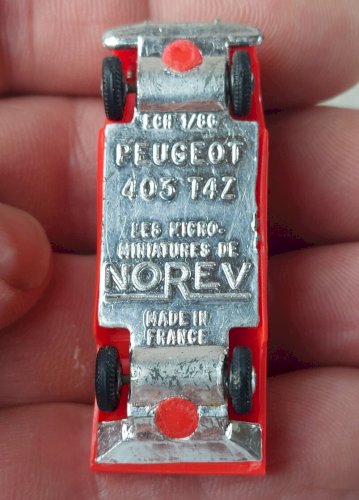 ECH 1/86
PEUGEOT
403 T4Z
LES MICRO-
MINIATURES DE
NOREV
MADE IN
FRANCE